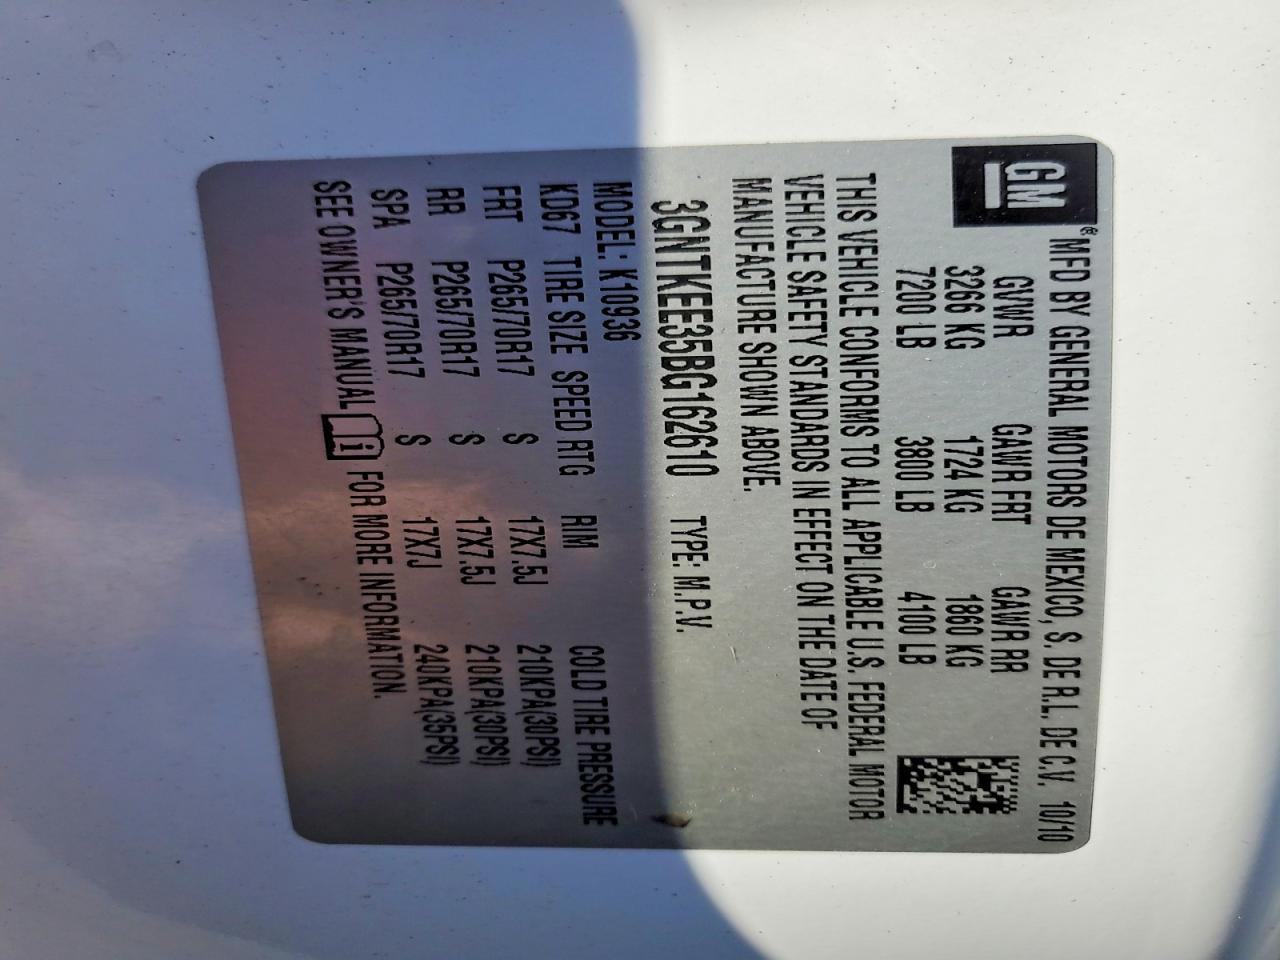 GM
®MFD BY GENERAL MOTORS DE MEXICO, S. DE R.L. DE C.V. 10/10
GVWR GAWR FRT GAWR RR
3266 KG 1724 KG 1860 KG
7200 LB 3800 LB 4100 LB
THIS VEHICLE CONFORMS TO ALL APPLICABLE U.S. FEDERAL MOTOR
VEHICLE SAFETY STANDARDS IN EFFECT ON THE DATE OF
MANUFACTURE SHOWN ABOVE.
3GNTKEE35BG162610 TYPE: M.P.V.
MODEL: K10936
KD67 TIRE SIZE SPEED RTG RIM COLD TIRE PRESSURE
FRT P265/70R17 S 17X7.5J 210KPA(30PSI)
RR P265/70R17 S 17X7.5J 210KPA(30PSI)
SPA P265/70R17 S 17X7J 240KPA(35PSI)
SEE OWNER'S MANUAL i FOR MORE INFORMATION.